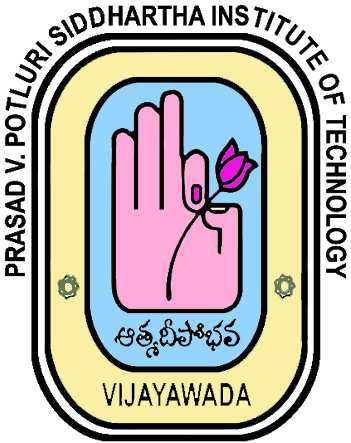 PRASAD V. POTLURI SIDDHARTHA INSTITUTE OF TECHNOLOGY
ఆత్మదీపోభవ
VIJAYAWADA